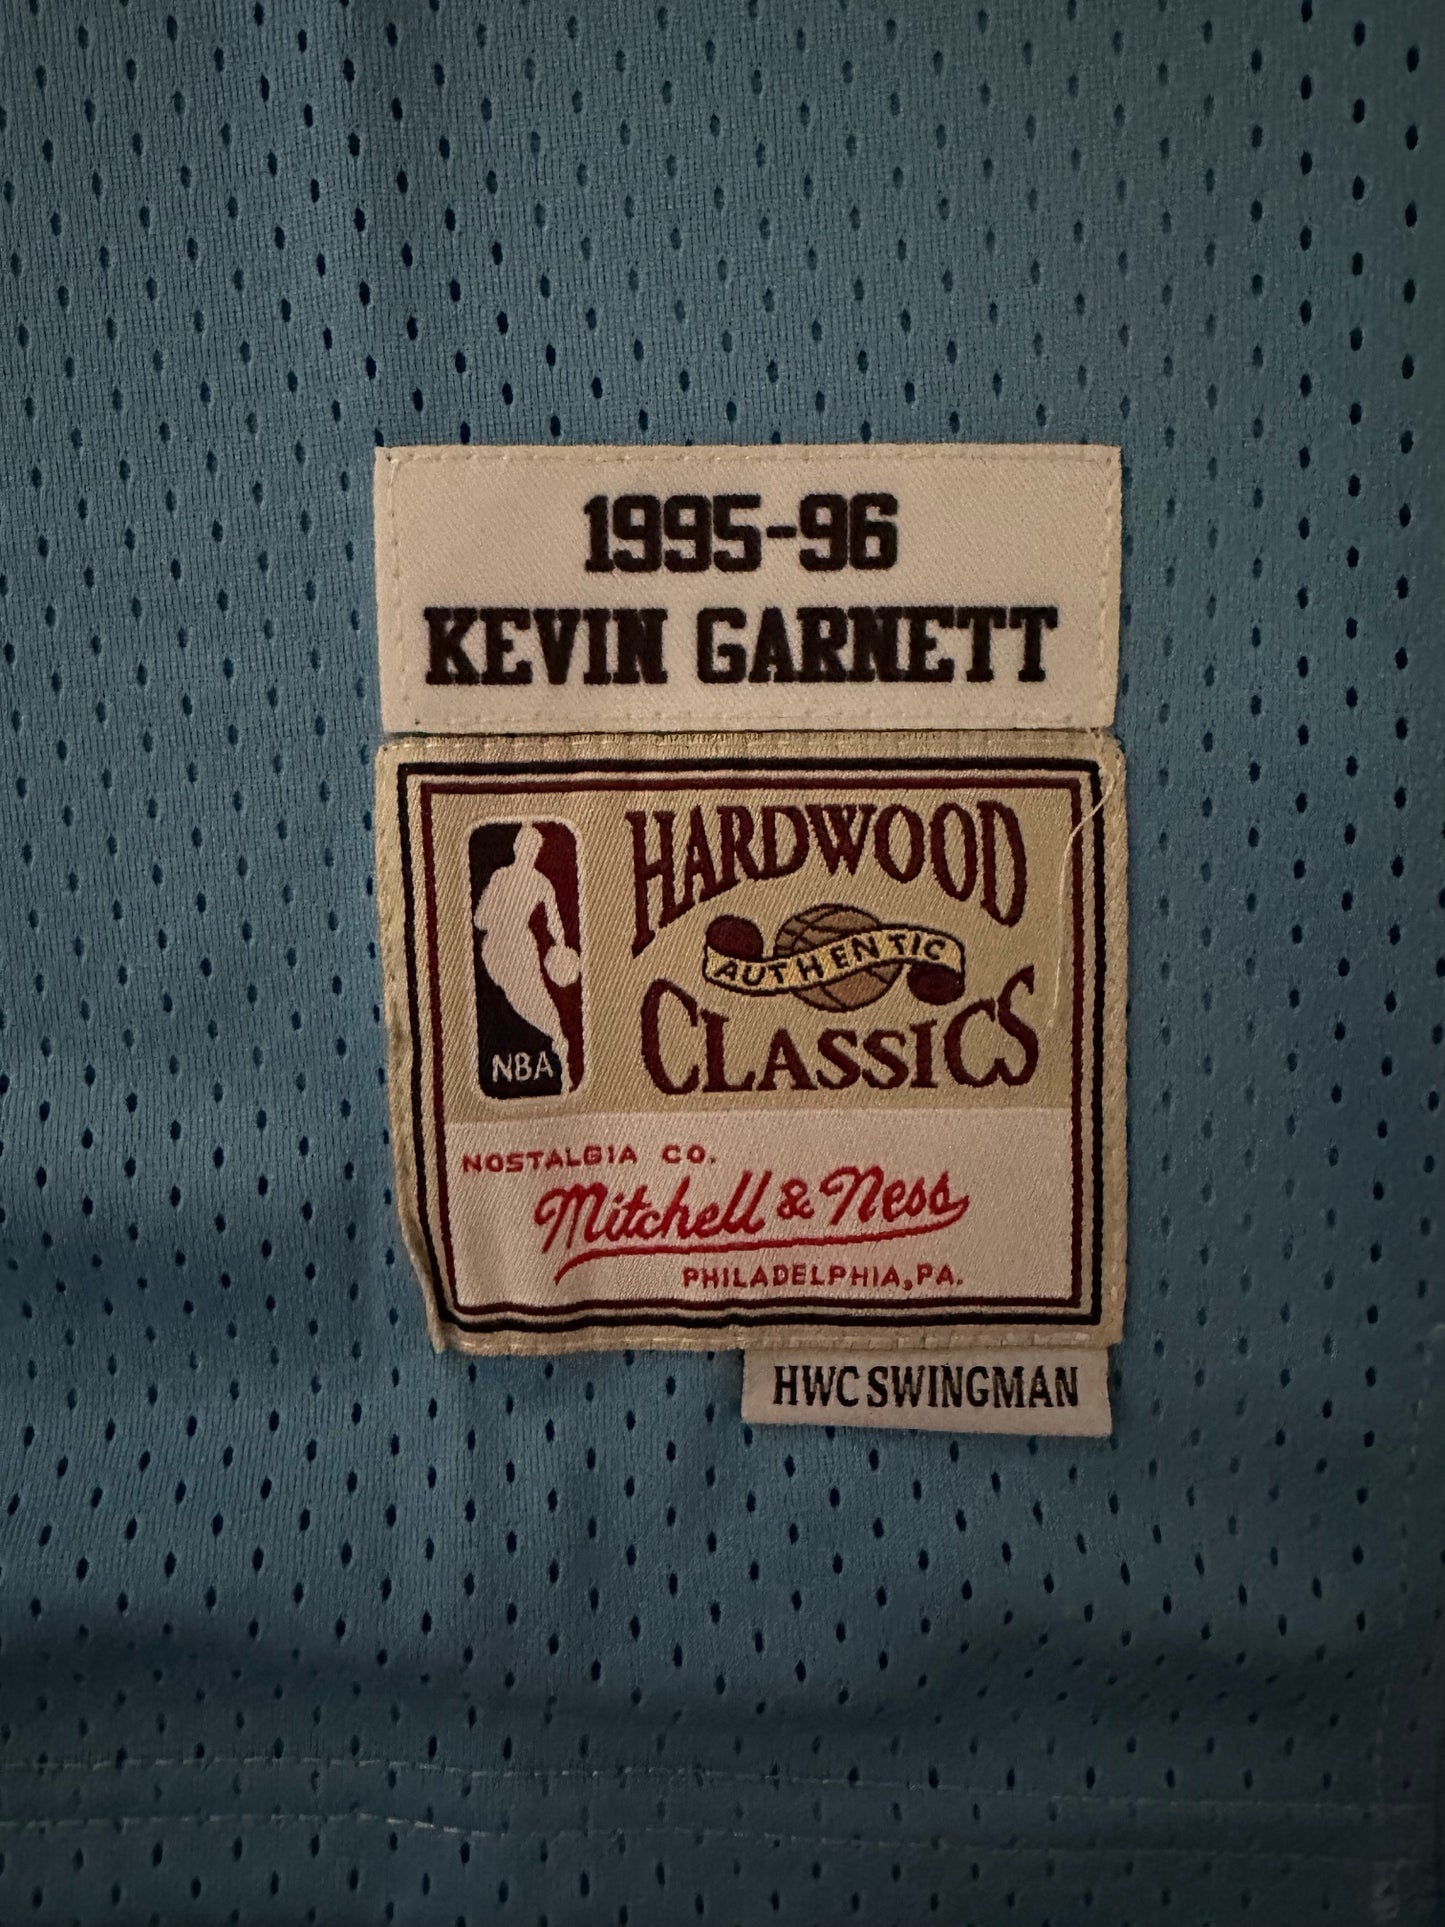 1995-96
KEVIN GARNETT
HARDWOOD
AUTHENTIC
CLASSICS
NBA
NOSTALGIA CO.
Mitchell & Ness
PHILADELPHIA, PA.
HWC SWINGMAN